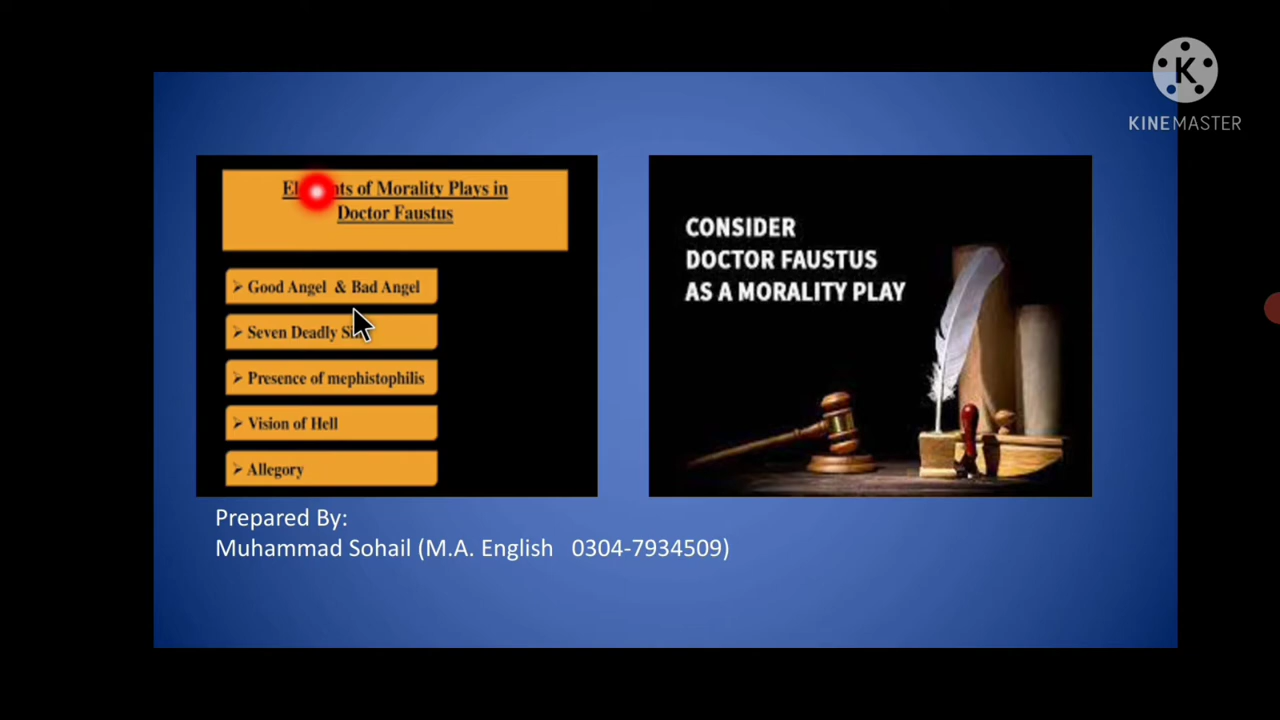 K
KINEMASTER
of Morality Plays in
Doctor Faustus
➢ Good Angel & Bad Angel
➢ Seven Deadly
➢ Presence of mephistophilis
➢ Vision of Hell
➢ Allegory
CONSIDER
DOCTOR FAUSTUS
AS A MORALITY PLAY
Prepared By:
Muhammad Sohail (M.A. English 0304-7934509)